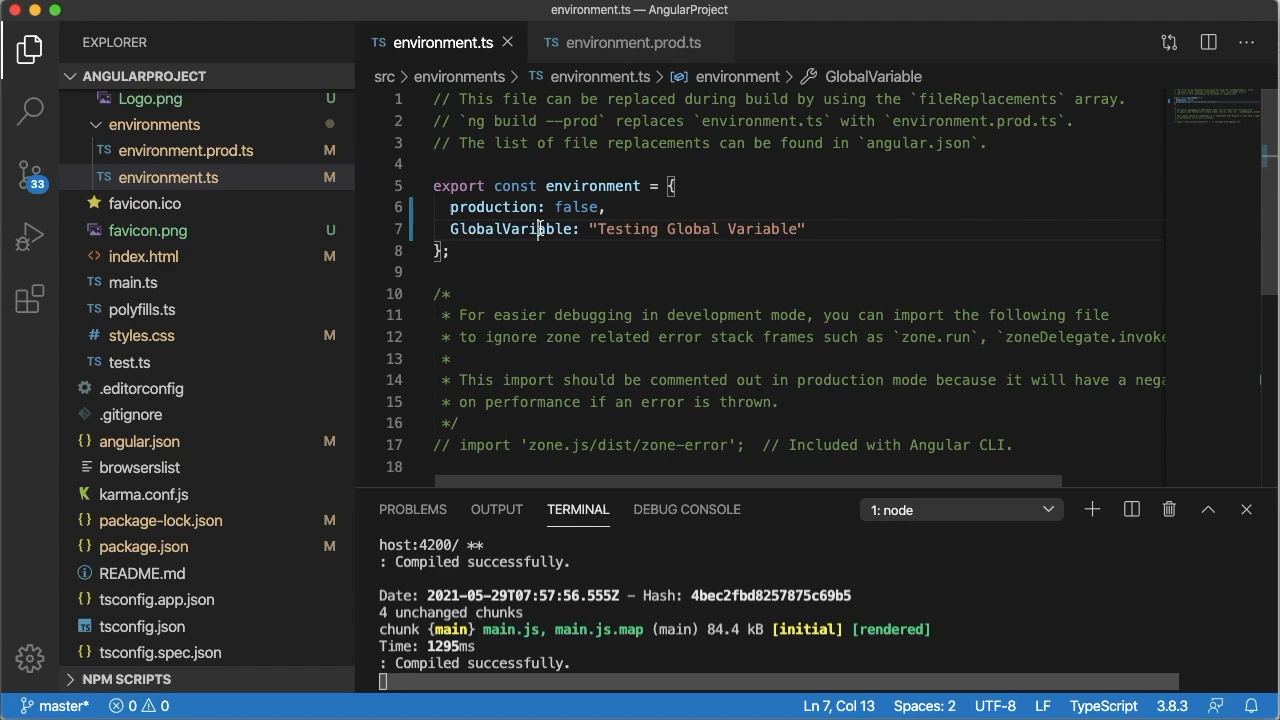 environment.ts — AngularProject
EXPLORER
ANGULARPROJECT
Logo.png U
environments
TS environment.prod.ts M
TS environment.ts M
favicon.ico
favicon.png U
<> index.html M
TS main.ts
TS polyfills.ts
# styles.css M
TS test.ts
.editorconfig
.gitignore
{} angular.json M
browserslist
karma.conf.js
{} package-lock.json M
{} package.json M
README.md
{} tsconfig.app.json
TS tsconfig.json
{} tsconfig.spec.json
NPM SCRIPTS
33
TS environment.ts
TS environment.prod.ts
src > environments > TS environment.ts > environment > GlobalVariable
1 // This file can be replaced during build by using the `fileReplacements` array.
2 // `ng build --prod` replaces `environment.ts` with `environment.prod.ts`.
3 // The list of file replacements can be found in `angular.json`.
4
5 export const environment = {
6 production: false,
7 GlobalVariable: "Testing Global Variable"
8 };
9
10 /*
11 * For easier debugging in development mode, you can import the following file
12 * to ignore zone related error stack frames such as `zone.run`, `zoneDelegate.invoke
13 *
14 * This import should be commented out in production mode because it will have a nega
15 * on performance if an error is thrown.
16 */
17 // import 'zone.js/dist/zone-error'; // Included with Angular CLI.
18
PROBLEMS OUTPUT TERMINAL DEBUG CONSOLE 1: node
host:4200/ **
: Compiled successfully.
Date: 2021-05-29T07:57:56.555Z - Hash: 4bec2fbd8257875c69b5
4 unchanged chunks
chunk {main} main.js, main.js.map (main) 84.4 kB [initial] [rendered]
Time: 1295ms
: Compiled successfully.
master* 0 0 Ln 7, Col 13 Spaces: 2 UTF-8 LF TypeScript 3.8.3